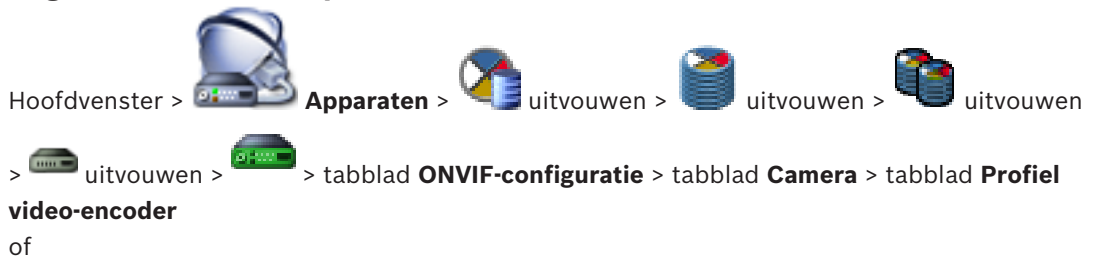 Hoofdvenster > Apparaten > uitvouwen > uitvouwen > uitvouwen
> uitvouwen > > tabblad ONVIF-configuratie > tabblad Camera > tabblad Profiel
video-encoder
of